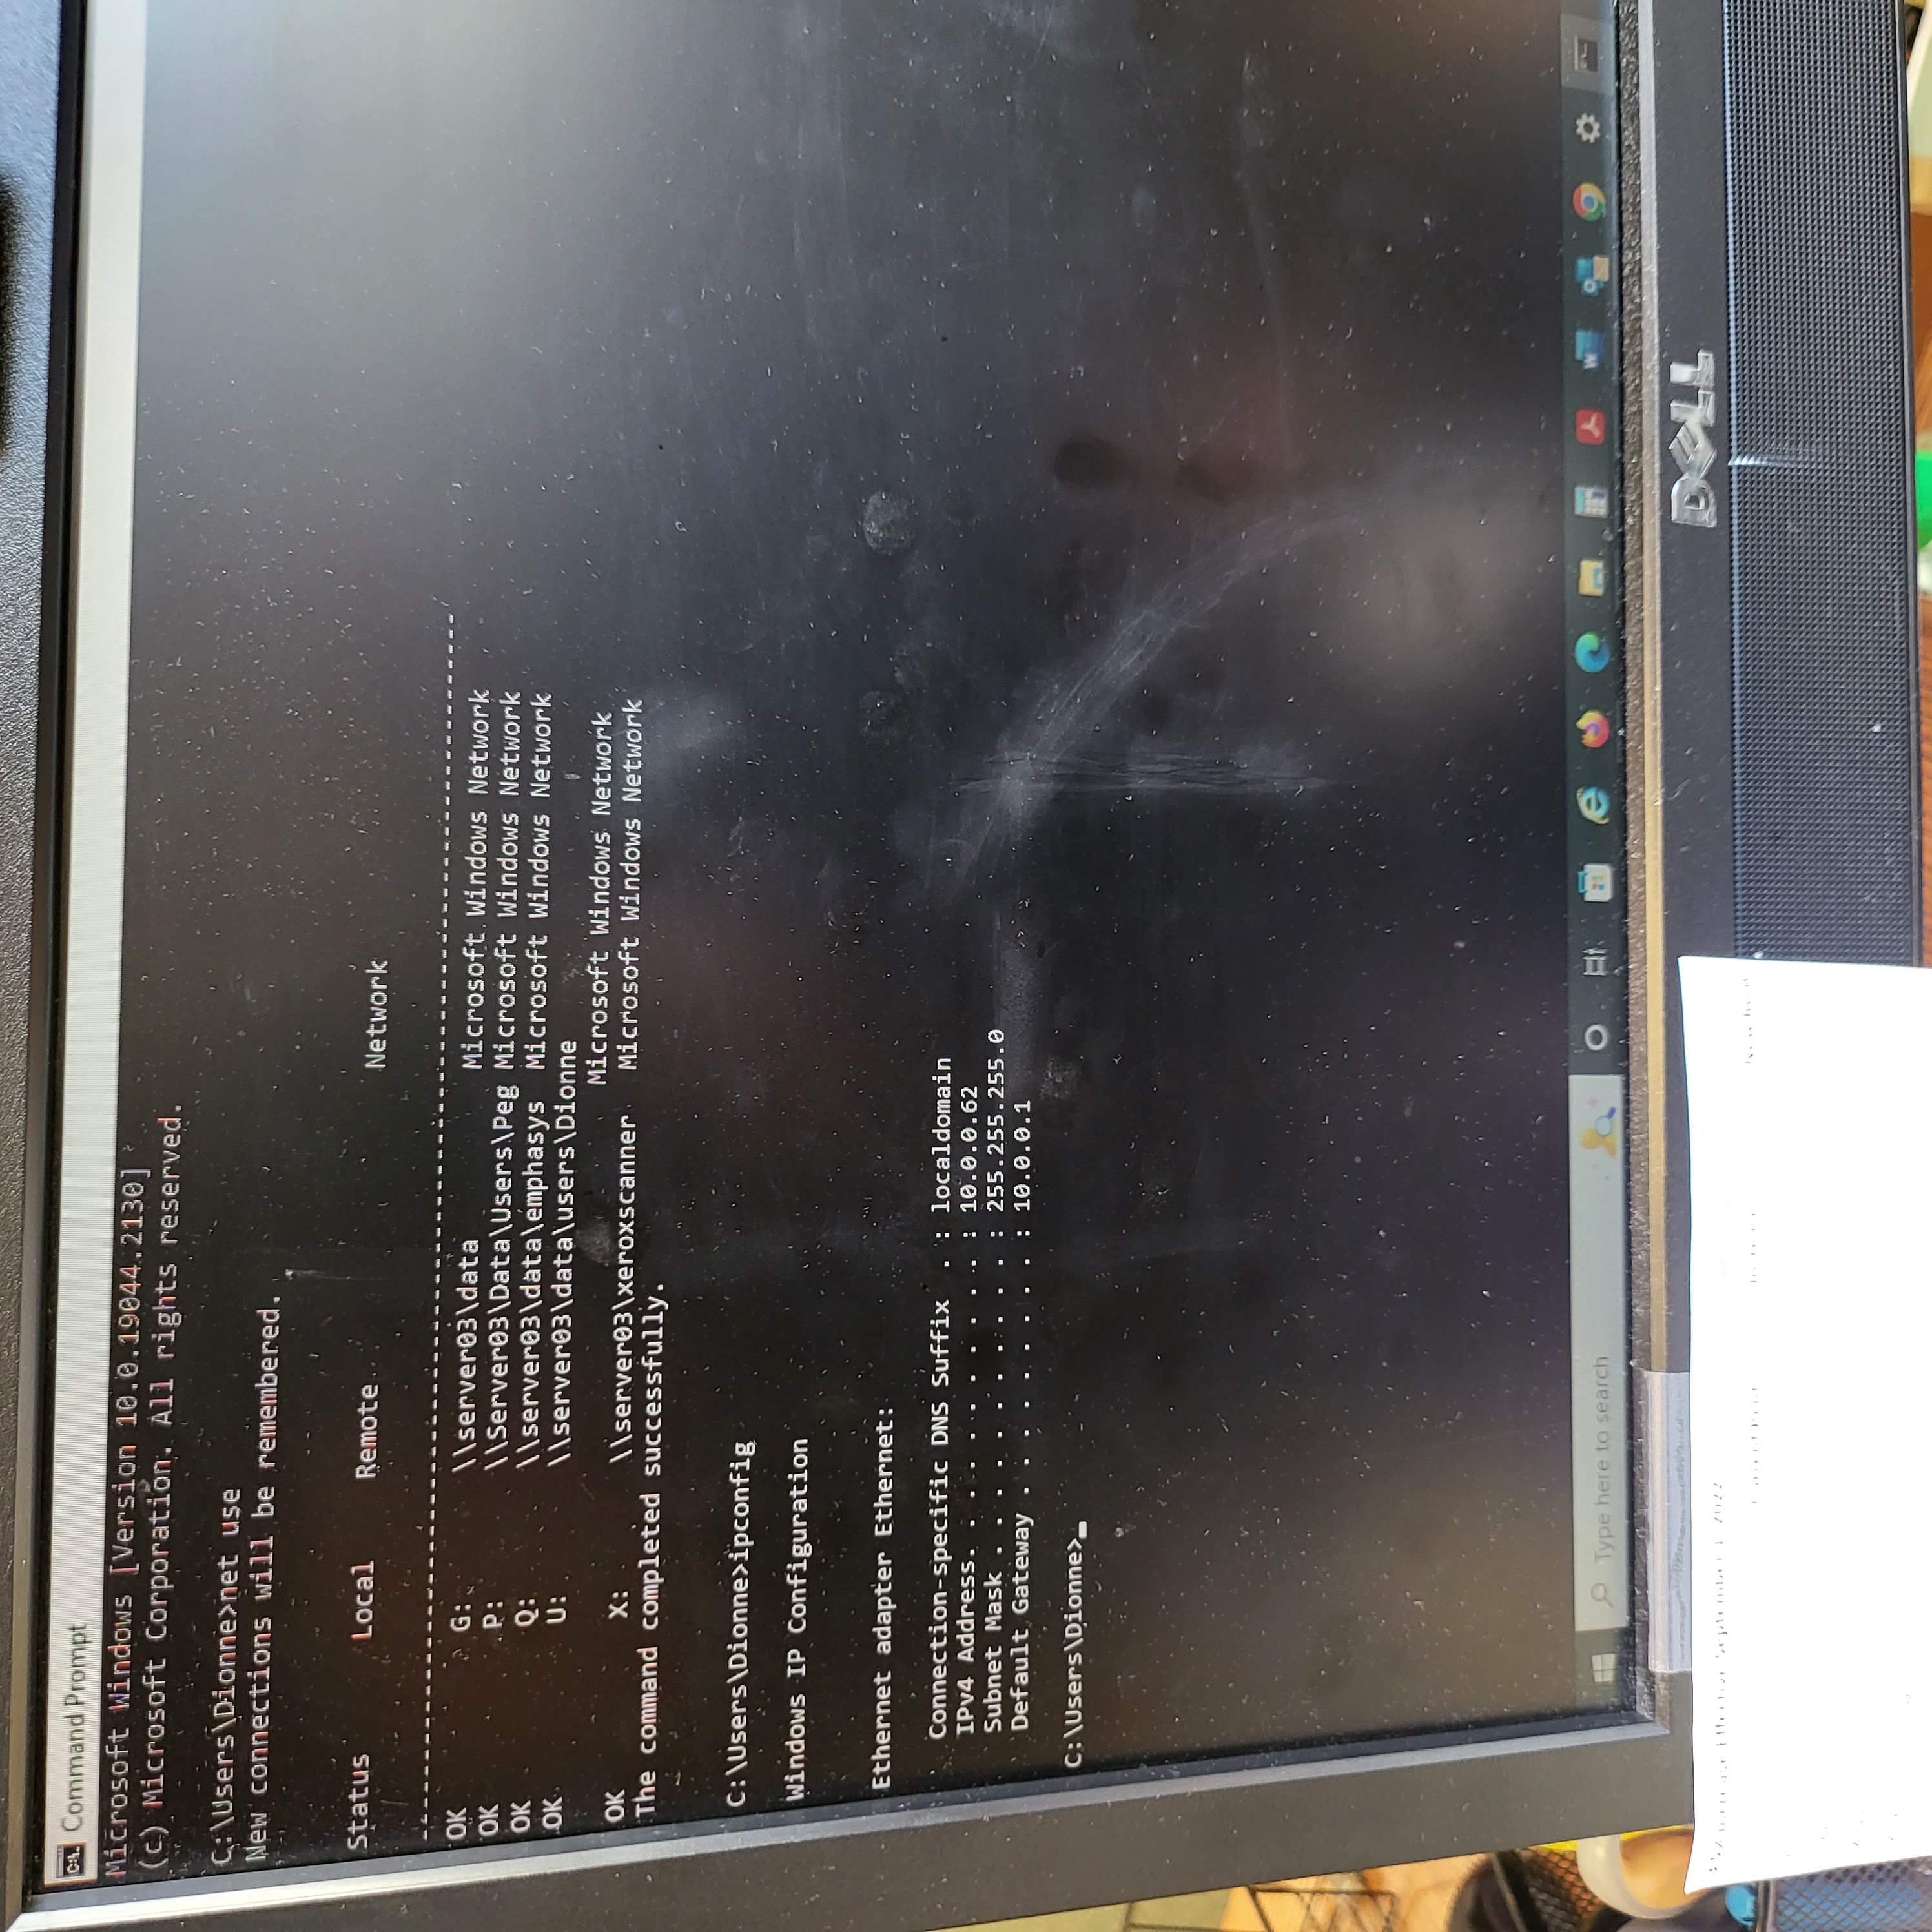 Command Prompt
Microsoft Windows [Version 10.0.19044.2130]
(c) Microsoft Corporation. All rights reserved.
C:\Users\Dionne>net use
New connections will be remembered.
Status Local Remote Network
-------------------------------------------------------------------------------
OK G: \\server03\data Microsoft Windows Network
OK P: \\Server03\Data\Users\Peg Microsoft Windows Network
OK Q: \\server03\data\emphasys Microsoft Windows Network
OK U: \\server03\data\users\Dionne
Microsoft Windows Network
OK X: \\server03\xeroxscanner Microsoft Windows Network
The command completed successfully.
C:\Users\Dionne>ipconfig
Windows IP Configuration
Ethernet adapter Ethernet:
Connection-specific DNS Suffix . : localdomain
IPv4 Address. . . . . . . . . . . : 10.0.0.62
Subnet Mask . . . . . . . . . . . : 255.255.255.0
Default Gateway . . . . . . . . . : 10.0.0.1
C:\Users\Dionne>
Type here to search
DELL
increase Effective September 1, 2022